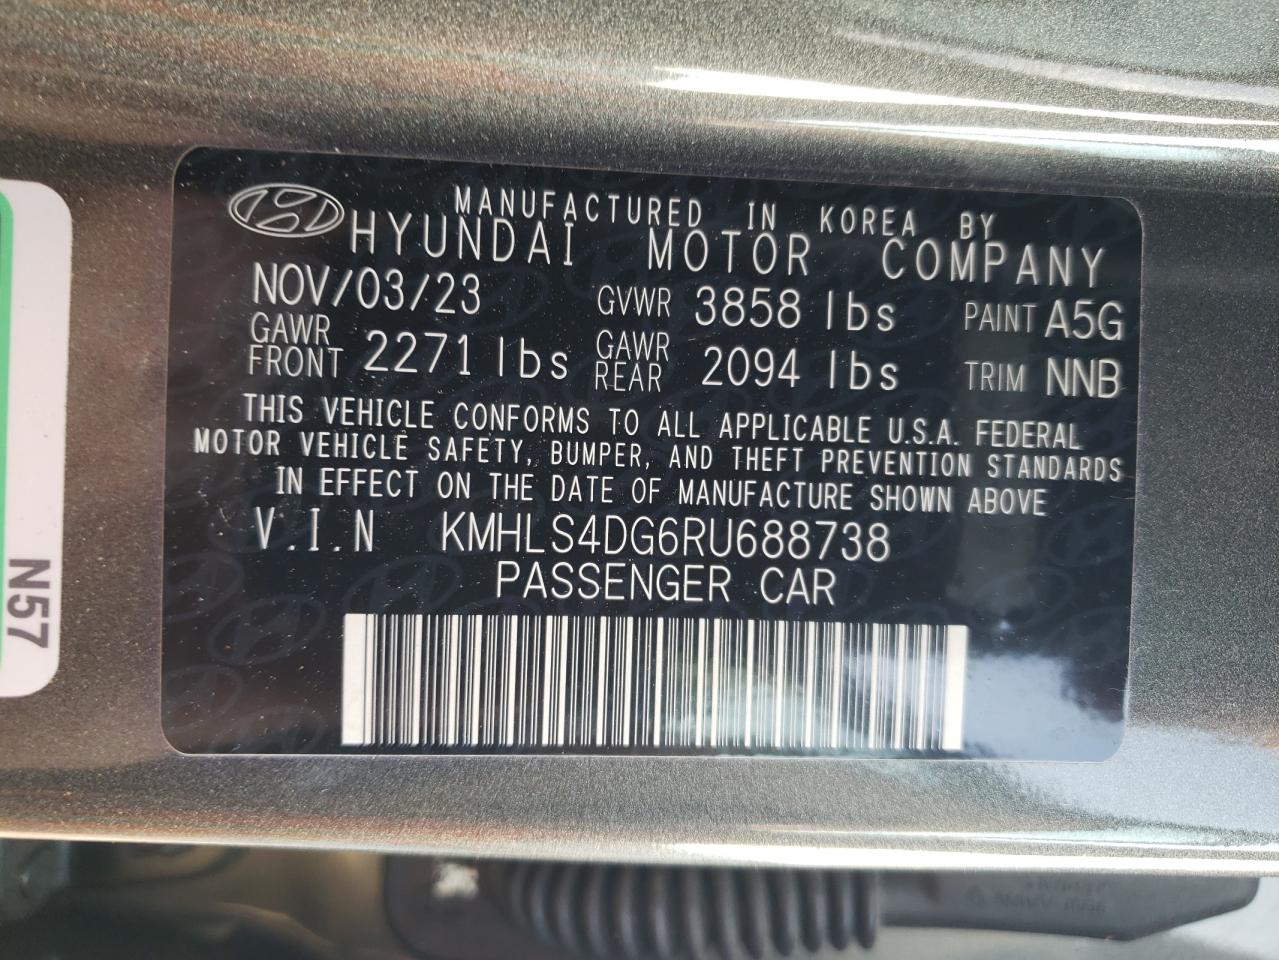 MANUFACTURED IN KOREA BY
HYUNDAI MOTOR COMPANY
NOV/03/23 GVWR 3858 lbs PAINT A5G
GAWR FRONT 2271 lbs GAWR REAR 2094 lbs TRIM NNB
THIS VEHICLE CONFORMS TO ALL APPLICABLE U.S.A. FEDERAL
MOTOR VEHICLE SAFETY, BUMPER, AND THEFT PREVENTION STANDARDS
IN EFFECT ON THE DATE OF MANUFACTURE SHOWN ABOVE
V.I.N KMHLS4DG6RU688738
PASSENGER CAR
N57